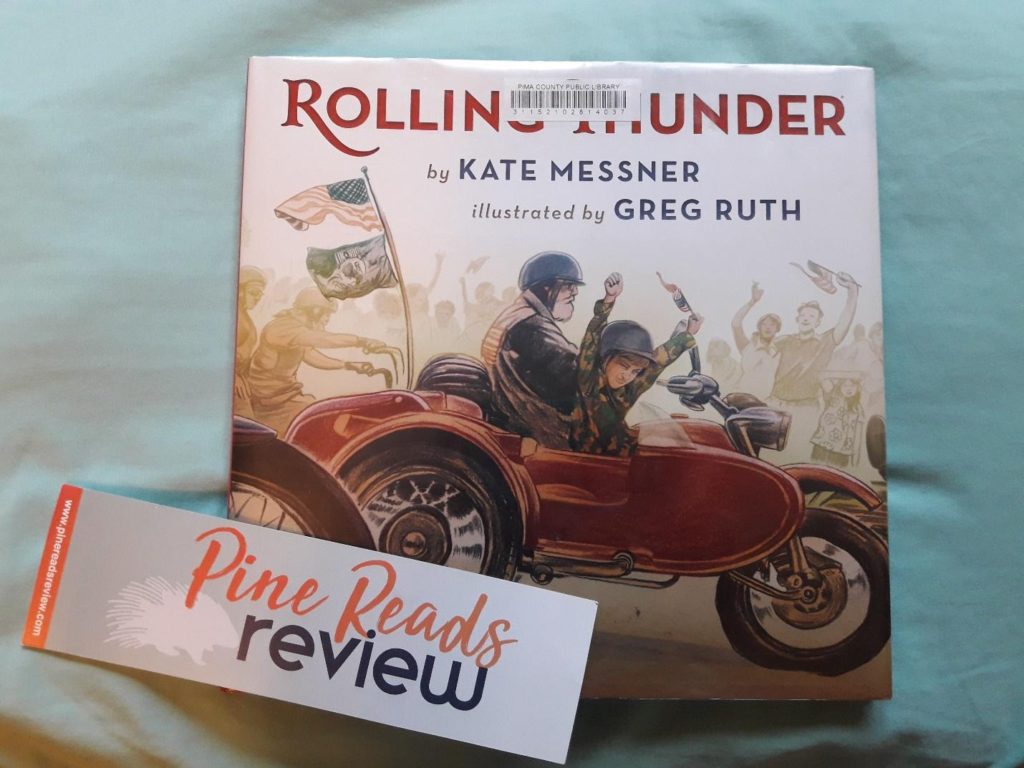 PIMA COUNTY PUBLIC LIBRARY
31152102814037
ROLLING THUNDER
by KATE MESSNER
illustrated by GREG RUTH
www.pinereadsreview.com
Pine Reads
review